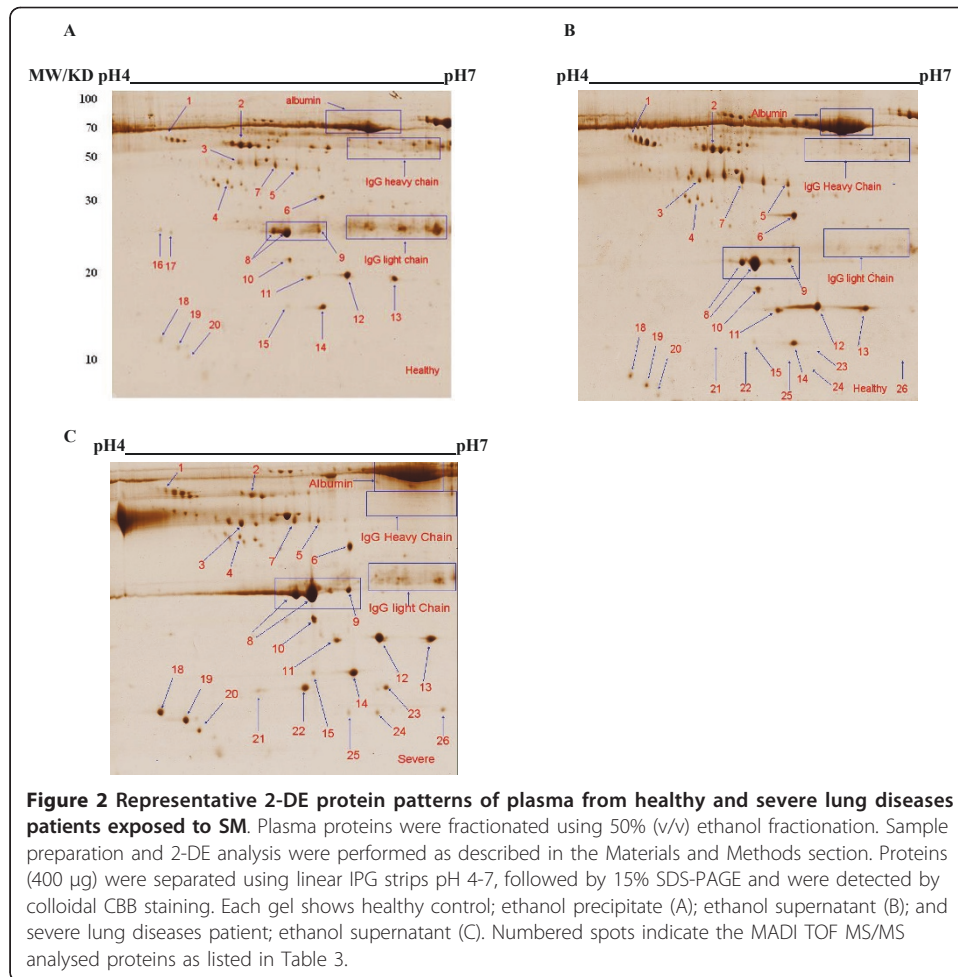 A
MW/KD pH4 pH7
100
70
50
30
20
10
1
2
albumin
3
7
5
IgG heavy chain
4
6
8
9
IgG light chain
16 17
10
11
12
13
18
19
20
15
14
Healthy
B
pH4 pH7
1
2
Albumin
IgG Heavy Chain
3
4
7
5
6
IgG light Chain
8
9
10
11
12
13
18
19
20
21
22
15
14
23
24
25
26
Healthy
C
pH4 pH7
1
2
Albumin
IgG Heavy Chain
3
4
7
5
6
IgG light Chain
8
9
10
11
12
13
18
19
20
21
22
15
14
23
24
25
26
Severe
Figure 2 Representative 2-DE protein patterns of plasma from healthy and severe lung diseases
patients exposed to SM. Plasma proteins were fractionated using 50% (v/v) ethanol fractionation. Sample
preparation and 2-DE analysis were performed as described in the Materials and Methods section. Proteins
(400 μg) were separated using linear IPG strips pH 4-7, followed by 15% SDS-PAGE and were detected by
colloidal CBB staining. Each gel shows healthy control; ethanol precipitate (A); ethanol supernatant (B); and
severe lung diseases patient; ethanol supernatant (C). Numbered spots indicate the MADI TOF MS/MS
analysed proteins as listed in Table 3.